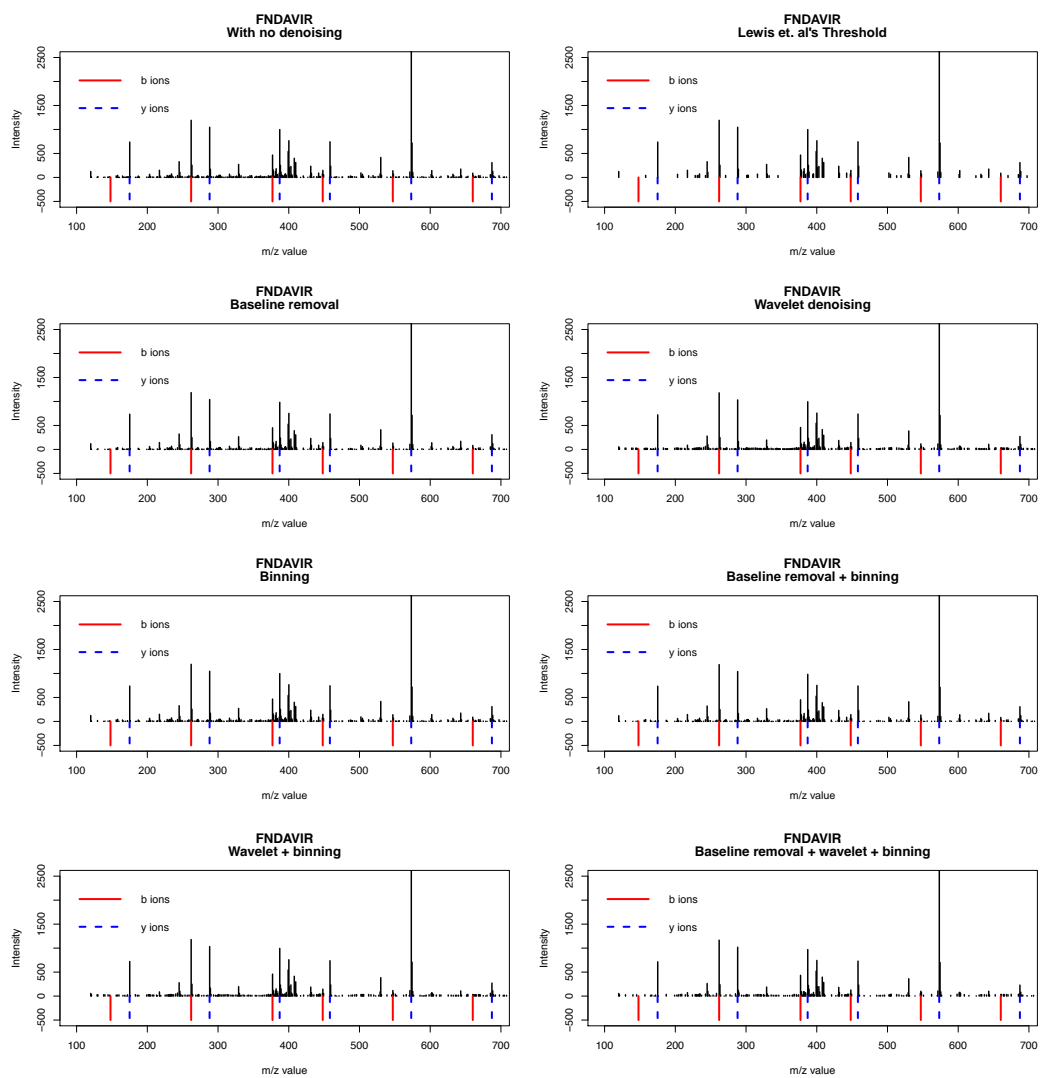 FNDAVIR
With no denoising
Intensity
2500
1500
500
0
−500
b ions
y ions
100 200 300 400 500 600 700
m/z value
FNDAVIR
Lewis et. al's Threshold
Intensity
2500
1500
500
0
−500
b ions
y ions
100 200 300 400 500 600 700
m/z value
FNDAVIR
Baseline removal
Intensity
2500
1500
500
0
−500
b ions
y ions
100 200 300 400 500 600 700
m/z value
FNDAVIR
Wavelet denoising
Intensity
2500
1500
500
0
−500
b ions
y ions
100 200 300 400 500 600 700
m/z value
FNDAVIR
Binning
Intensity
2500
1500
500
0
−500
b ions
y ions
100 200 300 400 500 600 700
m/z value
FNDAVIR
Baseline removal + binning
Intensity
2500
1500
500
0
−500
b ions
y ions
100 200 300 400 500 600 700
m/z value
FNDAVIR
Wavelet + binning
Intensity
2500
1500
500
0
−500
b ions
y ions
100 200 300 400 500 600 700
m/z value
FNDAVIR
Baseline removal + wavelet + binning
Intensity
2500
1500
500
0
−500
b ions
y ions
100 200 300 400 500 600 700
m/z value